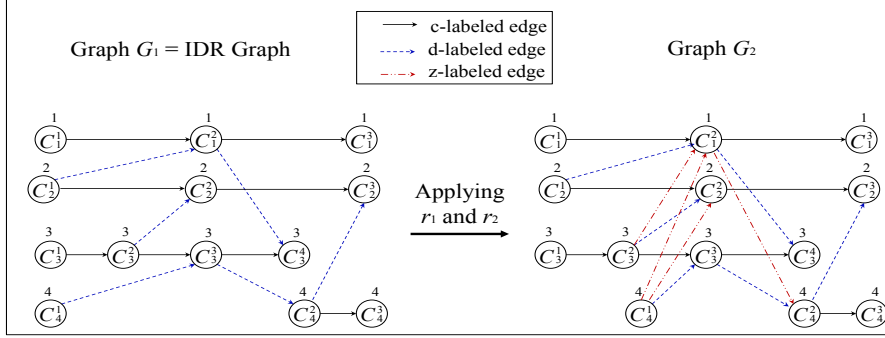 c-labeled edge
Graph G₁ = IDR Graph
d-labeled edge
Graph G₂
z-labeled edge
1 1 1
C₁¹ C₁² C₁³
2 2 2
C₂¹ C₂² C₂³
3 3 3 3
C₃¹ C₃² C₃³ C₃⁴
4 4 4
C₄¹ C₄² C₄³
Applying
r₁ and r₂
1 1 1
C₁¹ C₁² C₁³
2 2 2
C₂¹ C₂² C₂³
3 3 3 3
C₃¹ C₃² C₃³ C₃⁴
4 4 4
C₄¹ C₄² C₄³